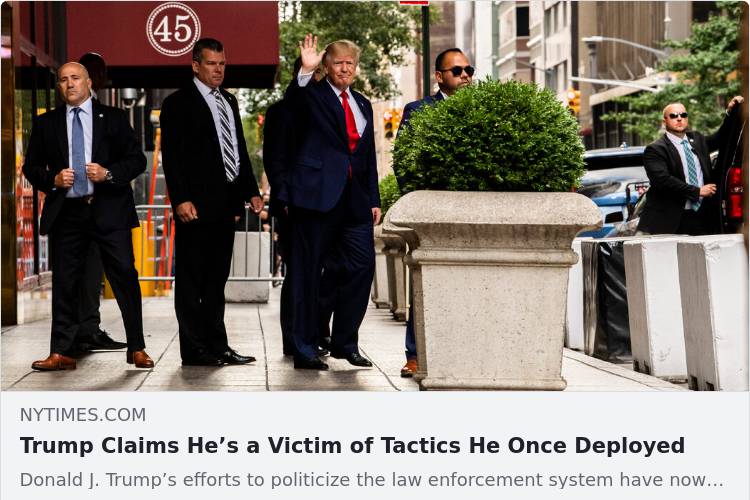 45
NYTIMES.COM
Trump Claims He's a Victim of Tactics He Once Deployed
Donald J. Trump's efforts to politicize the law enforcement system have now...